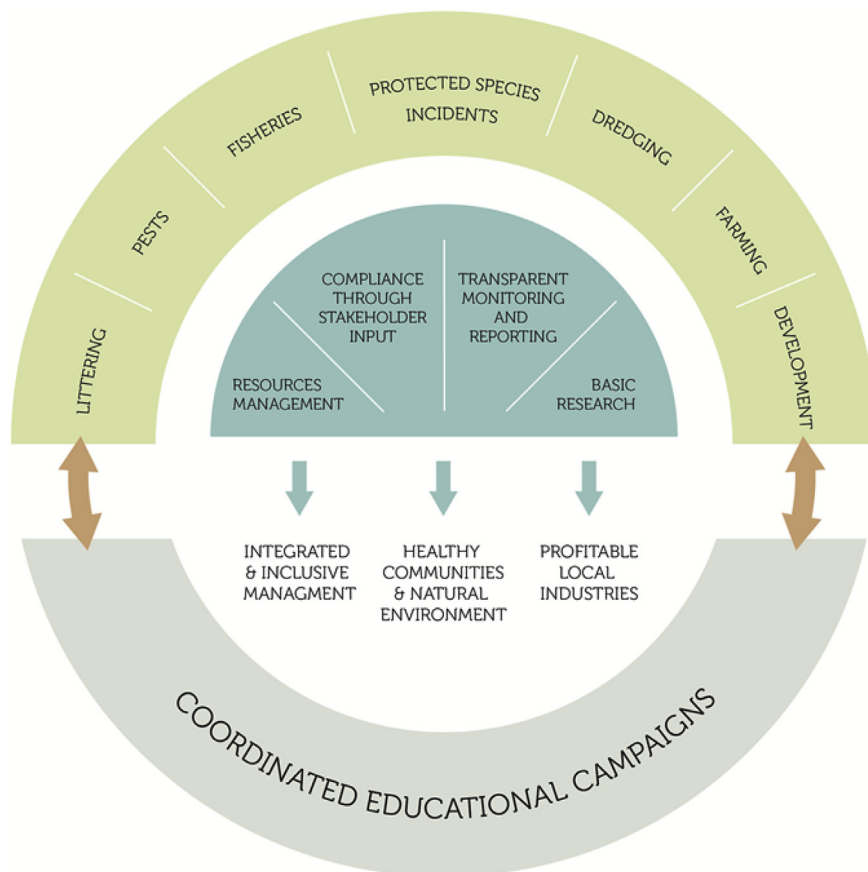 LITTERING
PESTS
FISHERIES
PROTECTED SPECIES
INCIDENTS
DREDGING
FARMING
DEVELOPMENT
RESOURCES
MANAGEMENT
COMPLIANCE
THROUGH
STAKEHOLDER
INPUT
TRANSPARENT
MONITORING
AND
REPORTING
BASIC
RESEARCH
INTEGRATED
& INCLUSIVE
MANAGMENT
HEALTHY
COMMUNITIES
& NATURAL
ENVIRONMENT
PROFITABLE
LOCAL
INDUSTRIES
COORDINATED EDUCATIONAL CAMPAIGNS